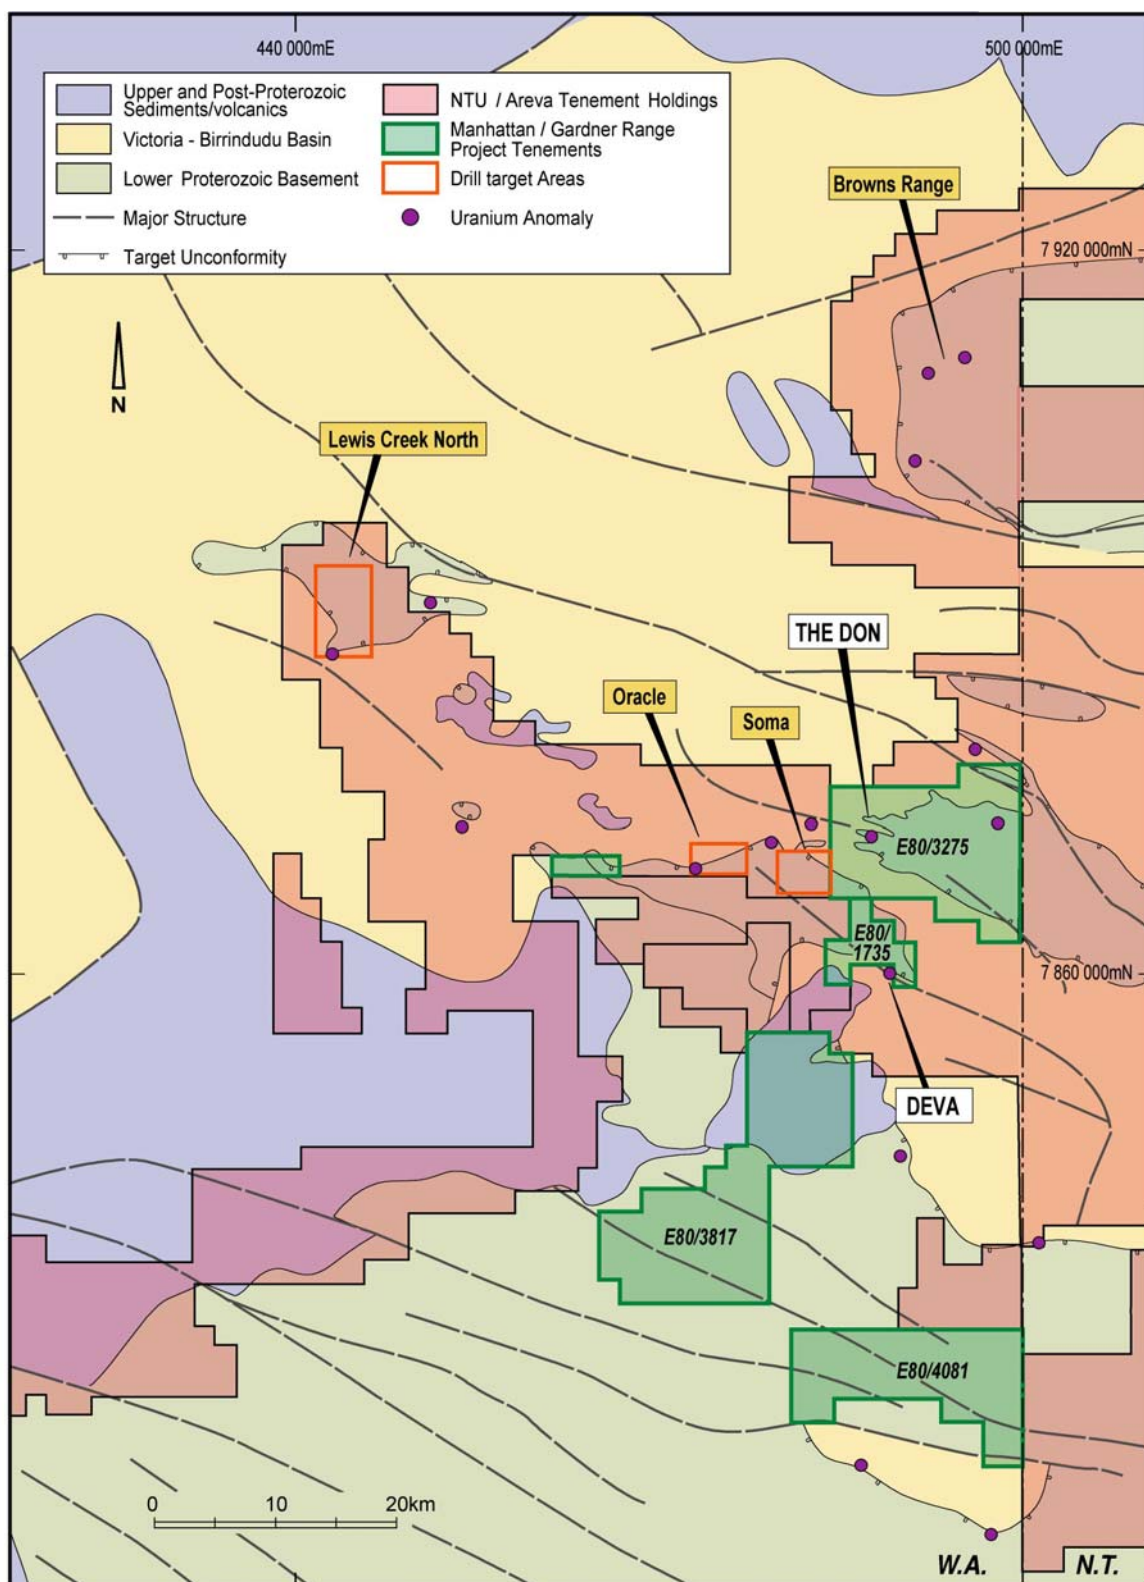 440 000mE
500 000mE
Upper and Post-Proterozoic
Sediments/volcanics
Victoria - Birrindudu Basin
Lower Proterozoic Basement
Major Structure
Target Unconformity
NTU / Areva Tenement Holdings
Manhattan / Gardner Range
Project Tenements
Drill target Areas
Uranium Anomaly
Browns Range
7 920 000mN
N
Lewis Creek North
THE DON
Oracle
Soma
E80/3275
E80/
1735
7 860 000mN
DEVA
E80/3817
E80/4081
0 10 20km
W.A. N.T.